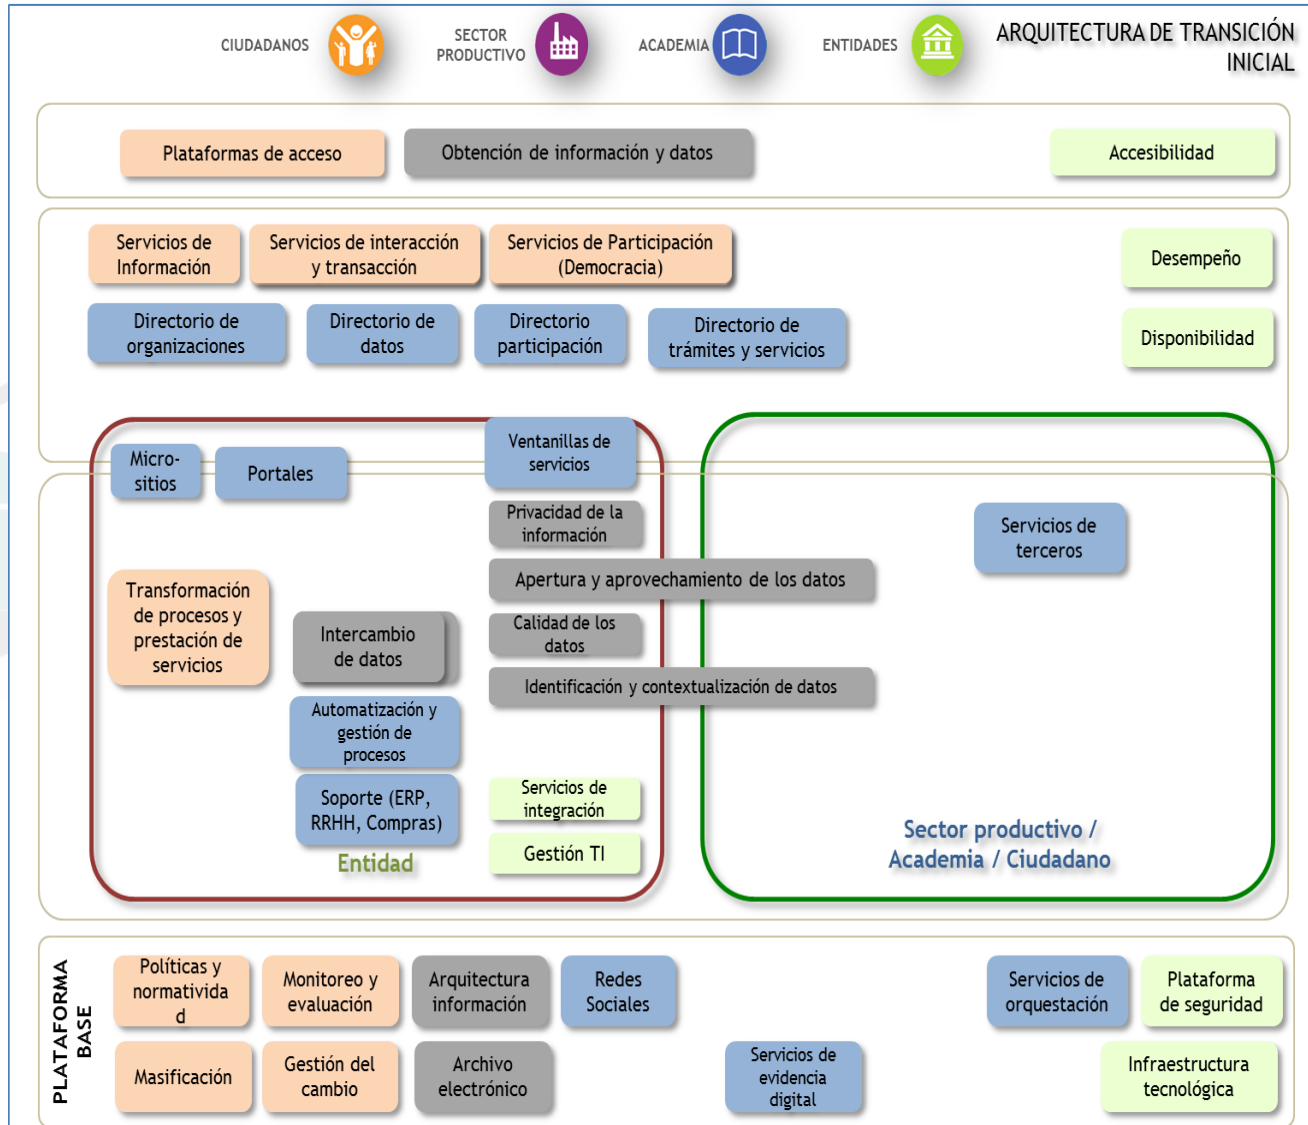 CIUDADANOS
SECTOR
PRODUCTIVO
ACADEMIA
ENTIDADES
ARQUITECTURA DE TRANSICIÓN
INICIAL
Plataformas de acceso
Obtención de información y datos
Accesibilidad
Servicios de
Información
Servicios de interacción
y transacción
Servicios de Participación
(Democracia)
Desempeño
Directorio de
organizaciones
Directorio de
datos
Directorio
participación
Directorio de
trámites y servicios
Disponibilidad
Micro-
sitios
Portales
Ventanillas de
servicios
Privacidad de la
información
Servicios de
terceros
Apertura y aprovechamiento de los datos
Transformación
de procesos y
prestación de
servicios
Intercambio
de datos
Calidad de los
datos
Identificación y contextualización de datos
Automatización y
gestión de
procesos
Soporte (ERP,
RRHH, Compras)
Servicios de
integración
Gestión TI
Entidad
Sector productivo /
Academia / Ciudadano
PLATAFORMA
BASE
Políticas y
normativida
d
Monitoreo y
evaluación
Arquitectura
información
Redes
Sociales
Servicios de
orquestación
Plataforma
de seguridad
Masificación
Gestión del
cambio
Archivo
electrónico
Servicios de
evidencia
digital
Infraestructura
tecnológica